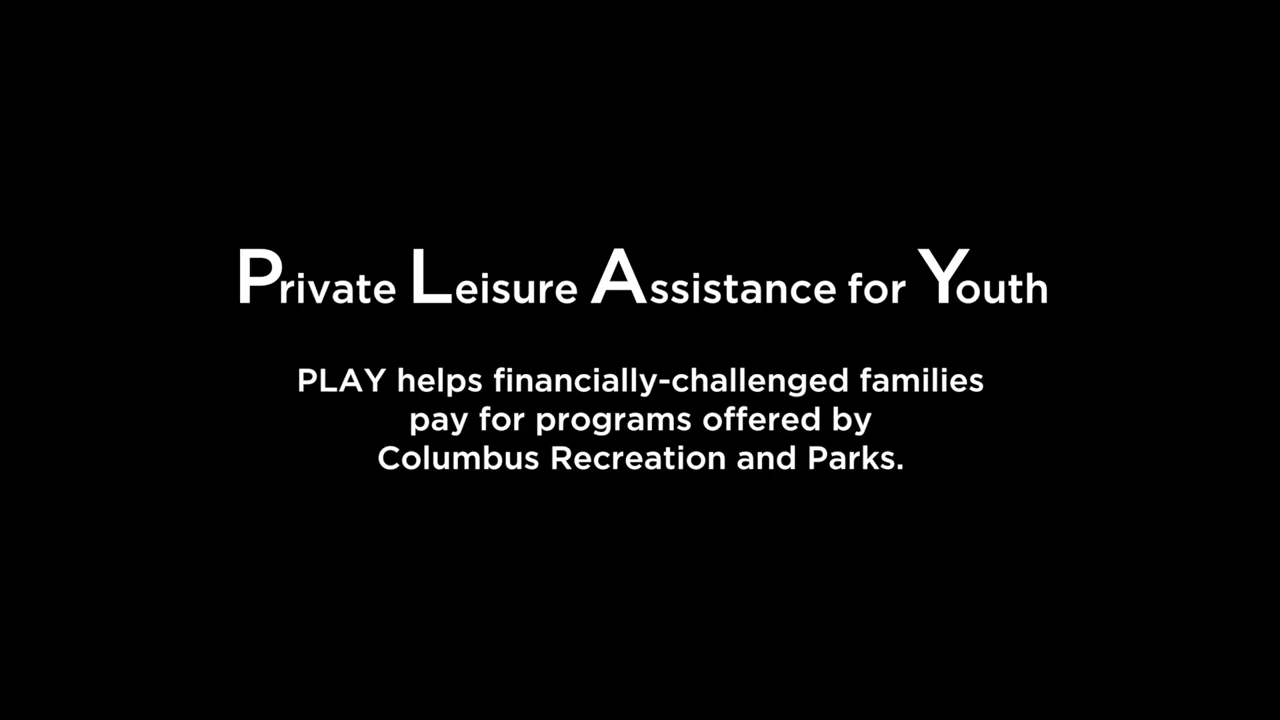 Private Leisure Assistance for Youth
PLAY helps financially-challenged families
pay for programs offered by
Columbus Recreation and Parks.